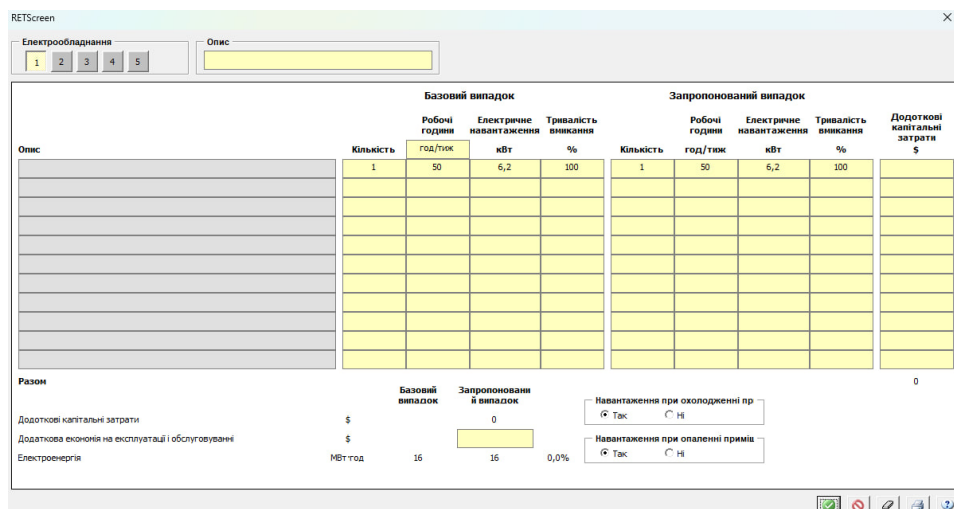 RETScreen
Електрообладнання
1 2 3 4 5
Опис
Базовий випадок
Запропонований випадок
Робочі години
Електричне навантаження
Тривалість вмикання
Робочі години
Електричне навантаження
Тривалість вмикання
Додоткові капітальні затрати
Опис Кількість год/тиж кВт % Кількість год/тиж кВт % $
1 50 6,2 100 1 50 6,2 100
Разом 0
Базовий випадок
Запропоновани й випадок
Додоткові капітальні затрати $ 0
Додаткова економія на експлуатації і обслуговуванні $
Електроенергія МВт·год 16 16 0,0%
Навантаження при охолодженні пр
Так Ні
Навантаження при опаленні приміщ
Так Ні